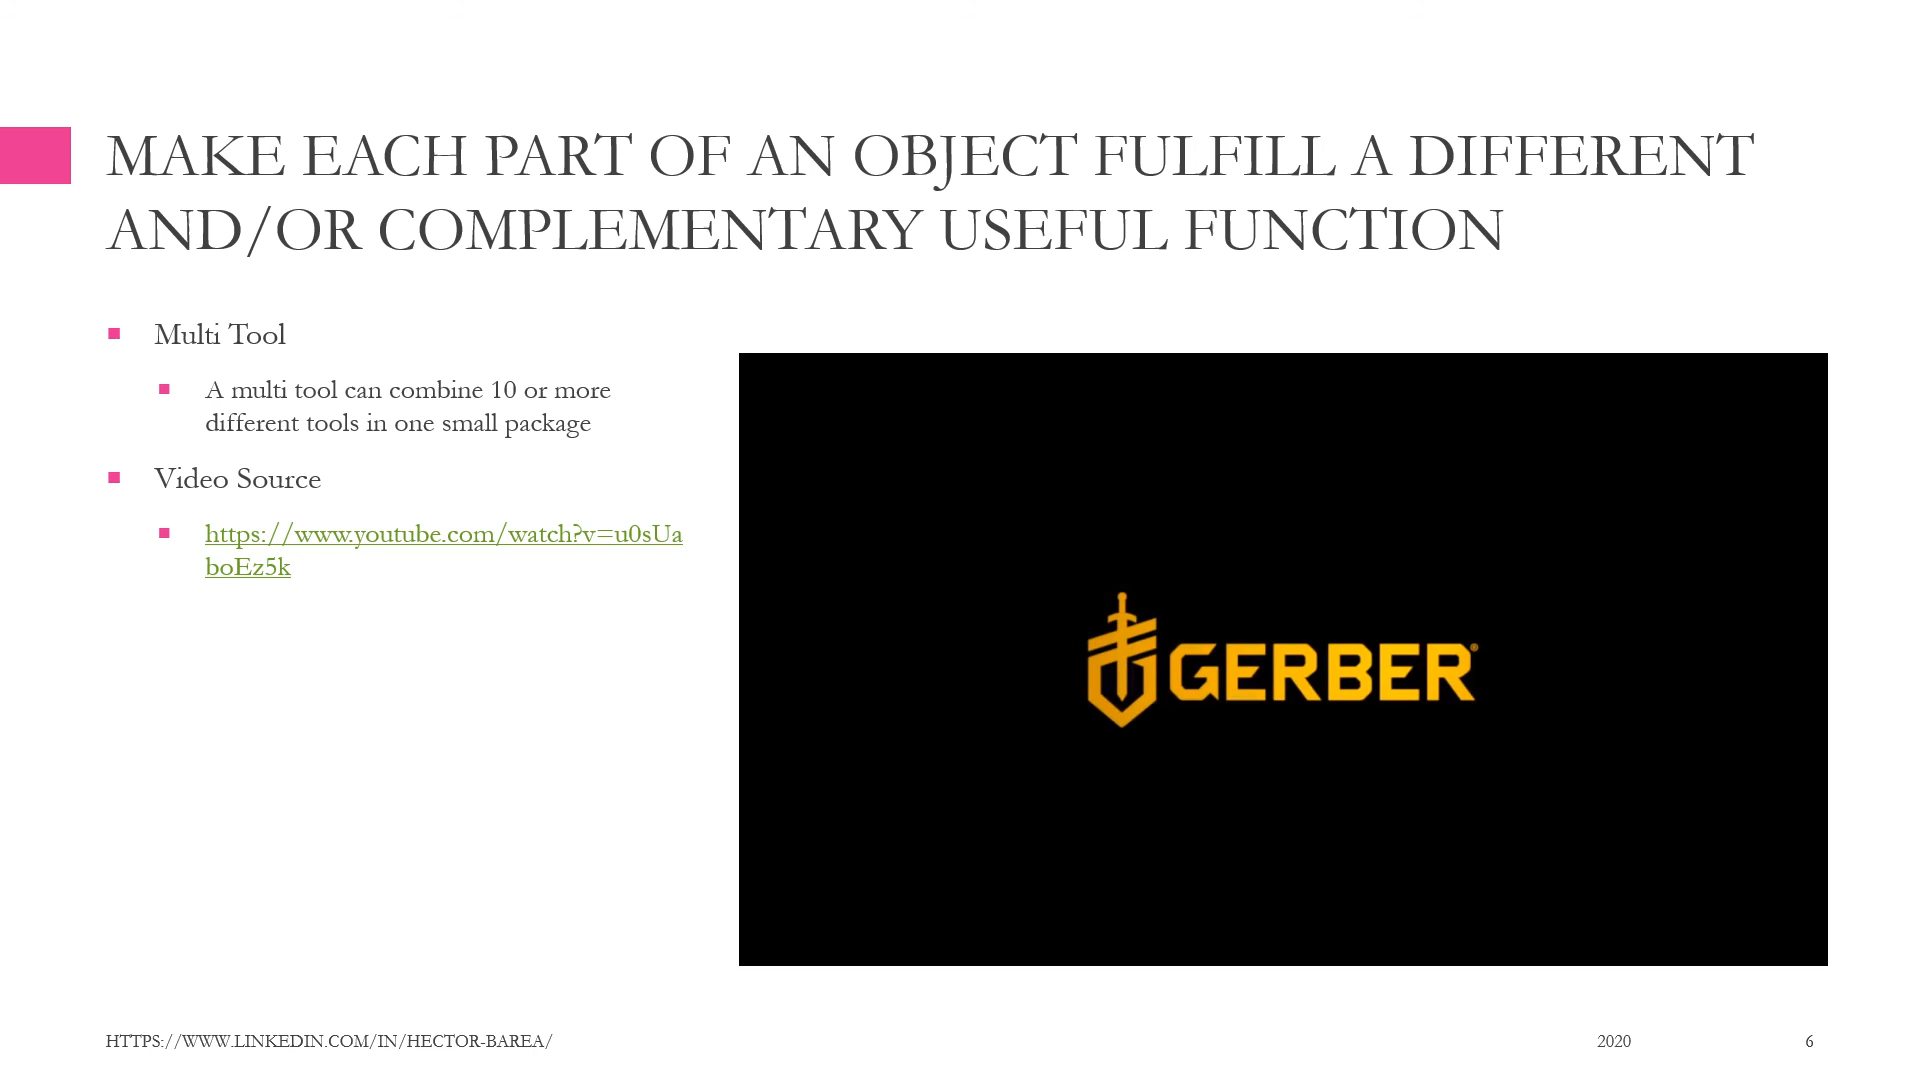 MAKE EACH PART OF AN OBJECT FULFILL A DIFFERENT
AND/OR COMPLEMENTARY USEFUL FUNCTION
Multi Tool
A multi tool can combine 10 or more
different tools in one small package
Video Source
https://www.youtube.com/watch?v=u0sUa
boEz5k
GERBER®
HTTPS://WWW.LINKEDIN.COM/IN/HECTOR-BAREA/
2020
6